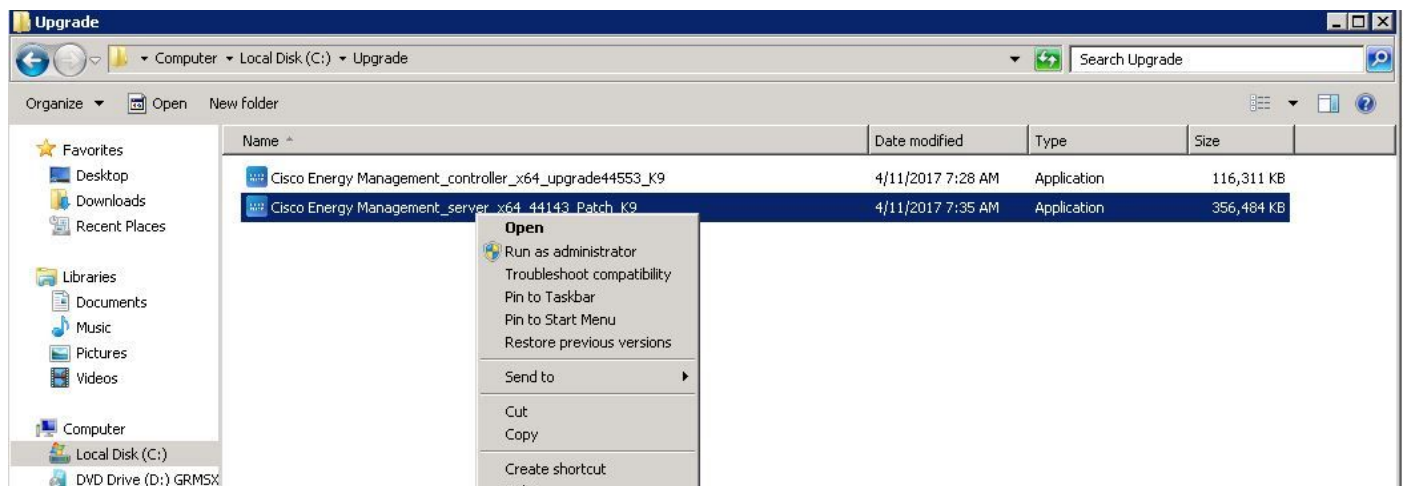 Upgrade
Computer Local Disk (C:) Upgrade
Search Upgrade
Organize Open New folder
Name Date modified Type Size
Favorites
Desktop
Downloads
Recent Places
Libraries
Documents
Music
Pictures
Videos
Computer
Local Disk (C:)
DVD Drive (D:) GRMSX
Cisco Energy Management_controller_x64_upgrade44553_K9 4/11/2017 7:28 AM Application 116,311 KB
Cisco Energy Management_server_x64_44143_Patch_K9 4/11/2017 7:35 AM Application 356,484 KB
Open
Run as administrator
Troubleshoot compatibility
Pin to Taskbar
Pin to Start Menu
Restore previous versions
Send to
Cut
Copy
Create shortcut